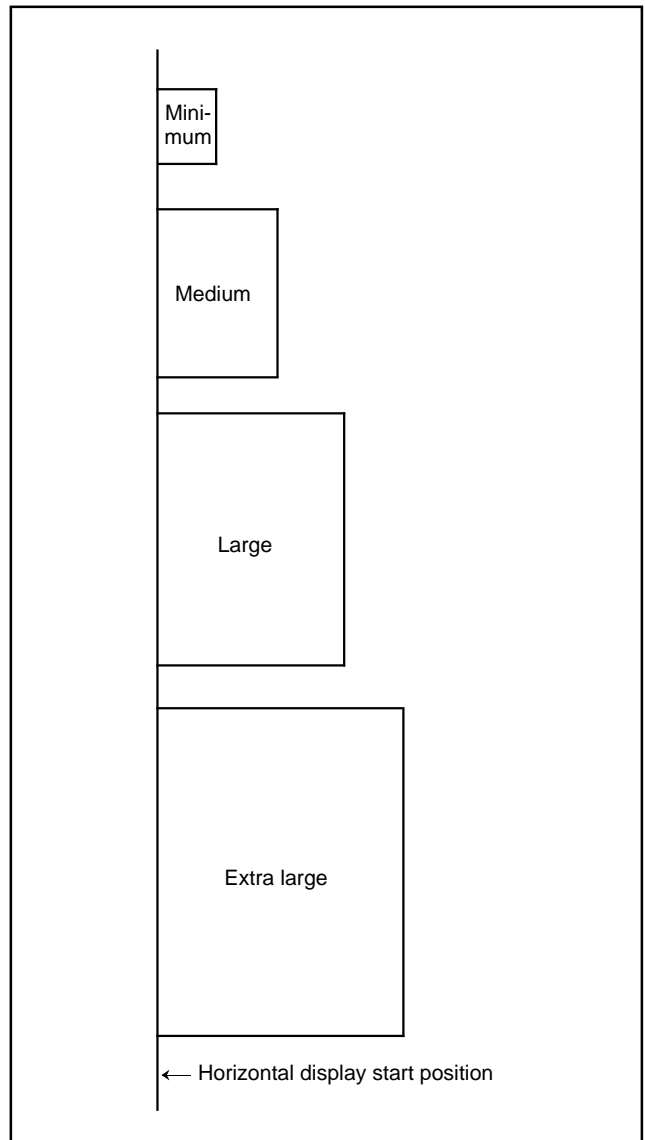 Mini-
mum
Medium
Large
Extra large
Horizontal display start position